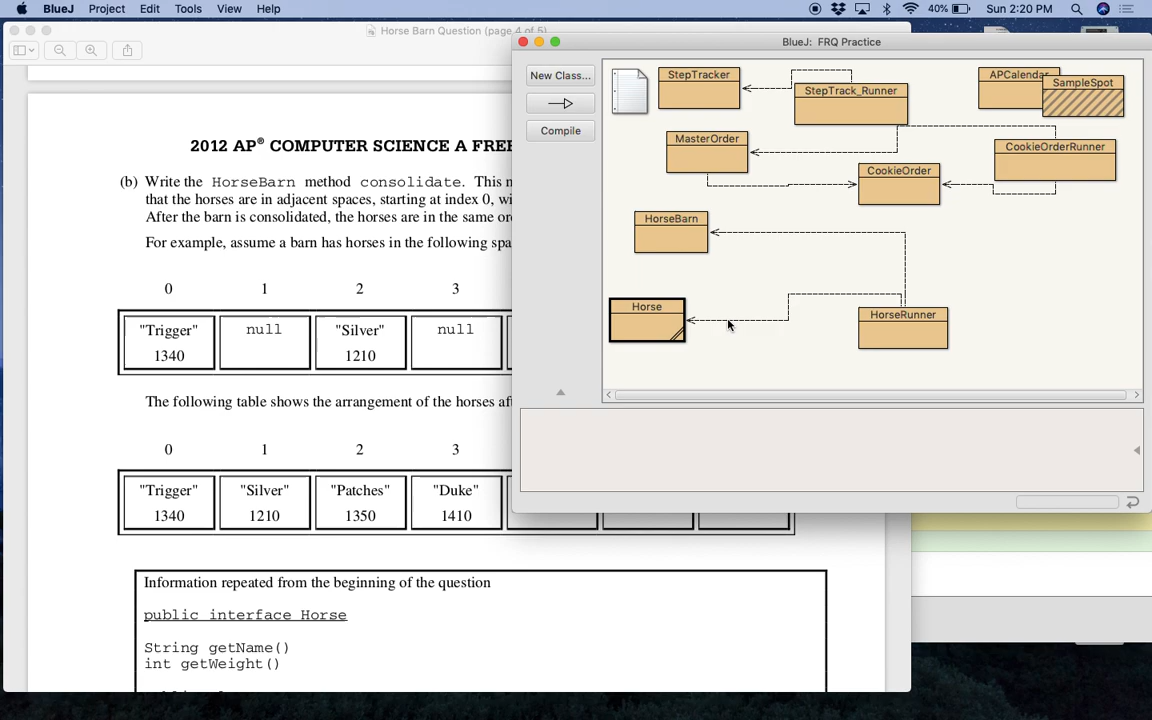 BlueJ Project Edit Tools View Help
40% Sun 2:20 PM
Horse Barn Question (page 4 of 5)
BlueJ: FRQ Practice
New Class...
Compile
StepTracker
StepTrack_Runner
APCalendar
SampleSpot
MasterOrder
CookieOrderRunner
CookieOrder
HorseBarn
Horse
HorseRunner
2012 AP® COMPUTER SCIENCE A FREE
(b) Write the HorseBarn method consolidate. This m
that the horses are in adjacent spaces, starting at index 0, wi
After the barn is consolidated, the horses are in the same or
For example, assume a barn has horses in the following spa
0 1 2 3
"Trigger" null "Silver" null
1340 1210
The following table shows the arrangement of the horses aft
0 1 2 3
"Trigger" "Silver" "Patches" "Duke"
1340 1210 1350 1410
Information repeated from the beginning of the question
public interface Horse
String getName()
int getWeight()